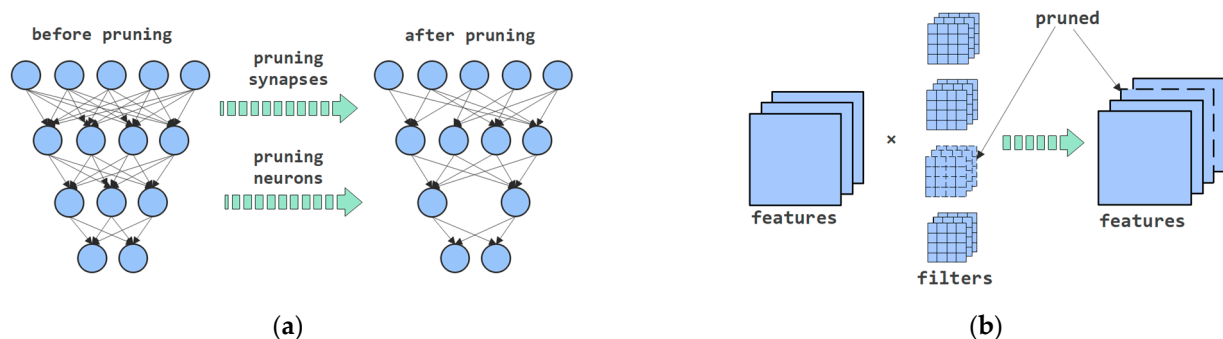 before pruning
pruning
synapses
after pruning
pruning
neurons
(a)
pruned
×
features
filters
features
(b)